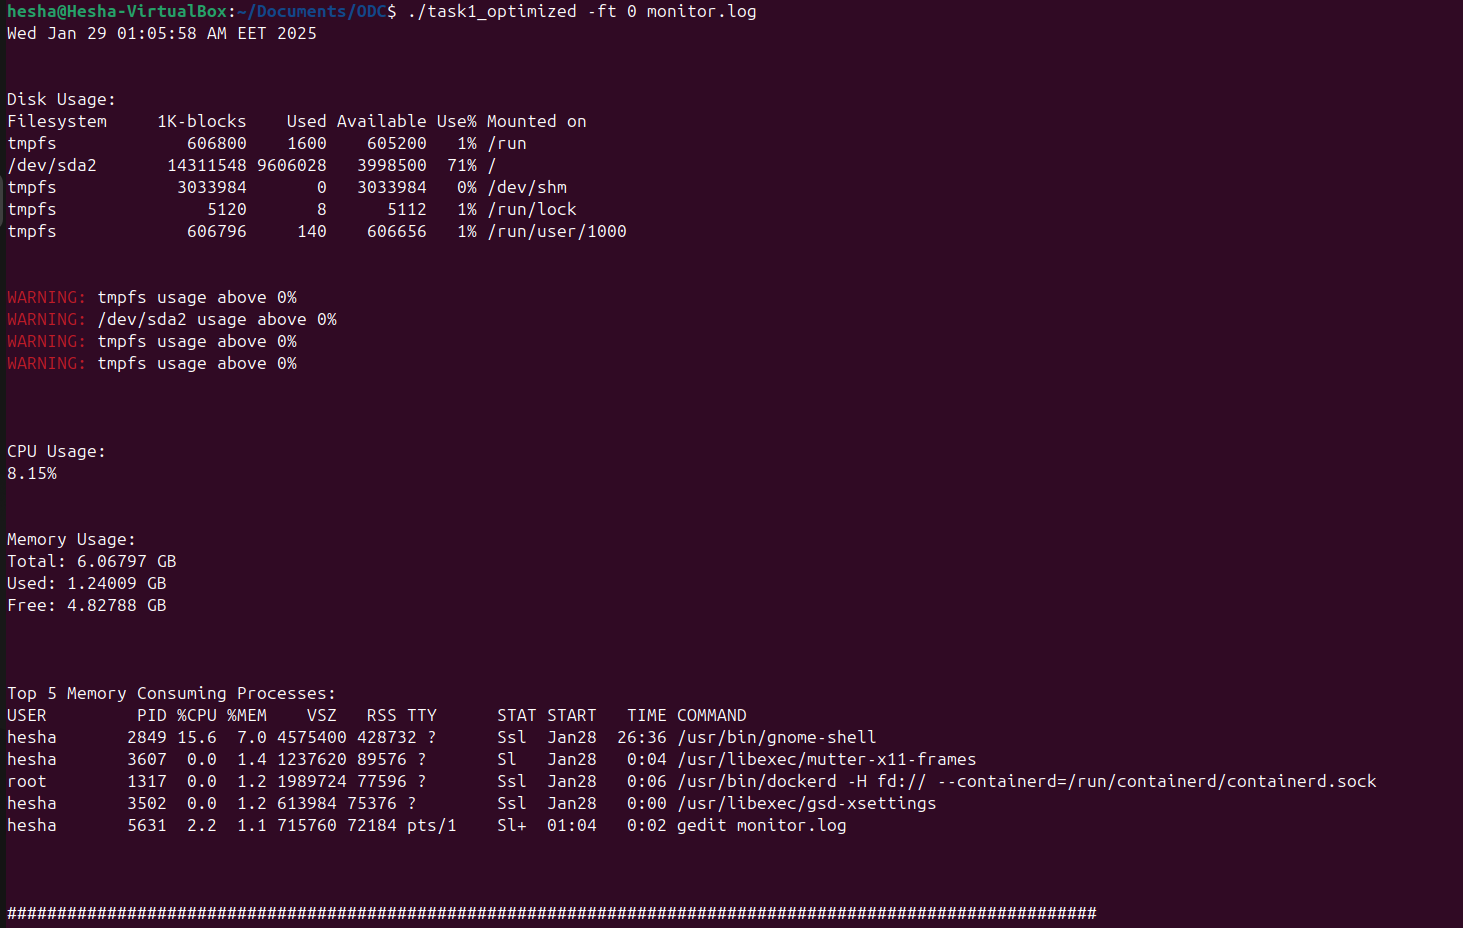 hesha@Hesha-VirtualBox:~/Documents/ODC$ ./task1_optimized -ft 0 monitor.log
Wed Jan 29 01:05:58 AM EET 2025
Disk Usage:
Filesystem     1K-blocks    Used Available Use% Mounted on
tmpfs             606800    1600    605200   1% /run
/dev/sda2       14311548 9606028   3998500  71% /
tmpfs            3033984       0   3033984   0% /dev/shm
tmpfs               5120       8      5112   1% /run/lock
tmpfs             606796     140    606656   1% /run/user/1000
WARNING: tmpfs usage above 0%
WARNING: /dev/sda2 usage above 0%
WARNING: tmpfs usage above 0%
WARNING: tmpfs usage above 0%
CPU Usage:
8.15%
Memory Usage:
Total: 6.06797 GB
Used: 1.24009 GB
Free: 4.82788 GB
Top 5 Memory Consuming Processes:
USER         PID %CPU %MEM    VSZ   RSS TTY      STAT START   TIME COMMAND
hesha       2849 15.6  7.0 4575400 428732 ?      Ssl  Jan28  26:36 /usr/bin/gnome-shell
hesha       3607  0.0  1.4 1237620 89576 ?       Sl   Jan28   0:04 /usr/libexec/mutter-x11-frames
root        1317  0.0  1.2 1989724 77596 ?       Ssl  Jan28   0:06 /usr/bin/dockerd -H fd:// --containerd=/run/containerd/containerd.sock
hesha       3502  0.0  1.2 613984 75376 ?        Ssl  Jan28   0:00 /usr/libexec/gsd-xsettings
hesha       5631  2.2  1.1 715760 72184 pts/1    Sl+  01:04   0:02 gedit monitor.log
#############################################################################################################